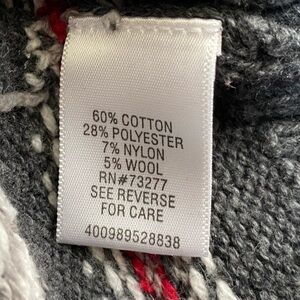 60% COTTON
28% POLYESTER
7% NYLON
5% WOOL
RN#73277
SEE REVERSE
FOR CARE
400989528838